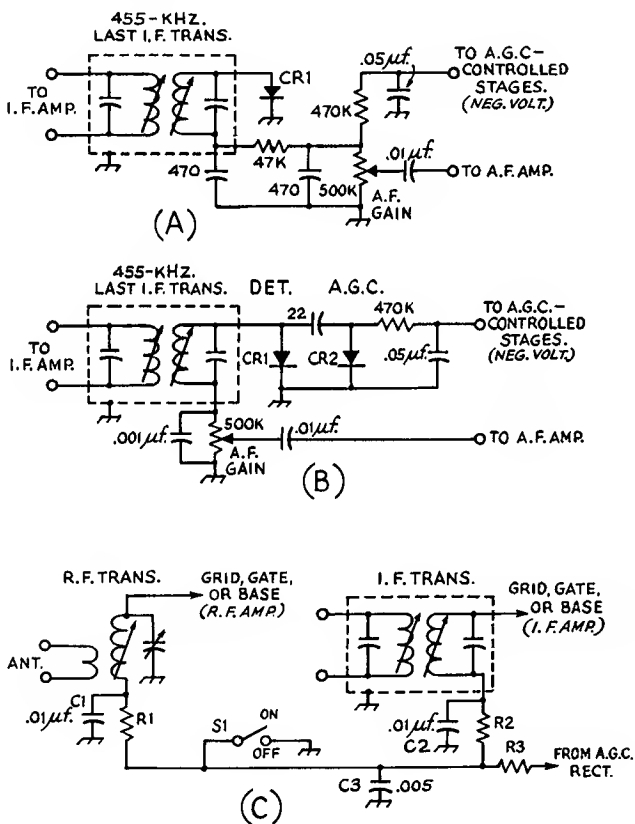 455-KHZ.
LAST I.F. TRANS.
TO
I.F. AMP.
CR1
470
47K
470
470K
.05μf.
TO A.G.C-
CONTROLLED
STAGES.
(NEG. VOLT.)
.01μf.
500K
A.F.
GAIN
TO A.F. AMP.
(A)
455-KHZ.
LAST I.F. TRANS.
DET.
A.G.C.
TO
I.F. AMP.
22
CR1
CR2
470K
.05μf.
TO A.G.C.-
CONTROLLED
STAGES.
(NEG. VOLT.)
.001μf.
500K
A.F.
GAIN
.01μf.
TO A.F. AMP.
(B)
R.F. TRANS.
GRID, GATE,
OR BASE
(R.F. AMP.)
ANT.
C1
.01μf.
R1
S1
ON
OFF
I.F. TRANS.
GRID, GATE,
OR BASE
(I.F. AMP.)
.01μf.
C2
R2
R3
FROM A.G.C.
RECT.
C3
.005
(C)